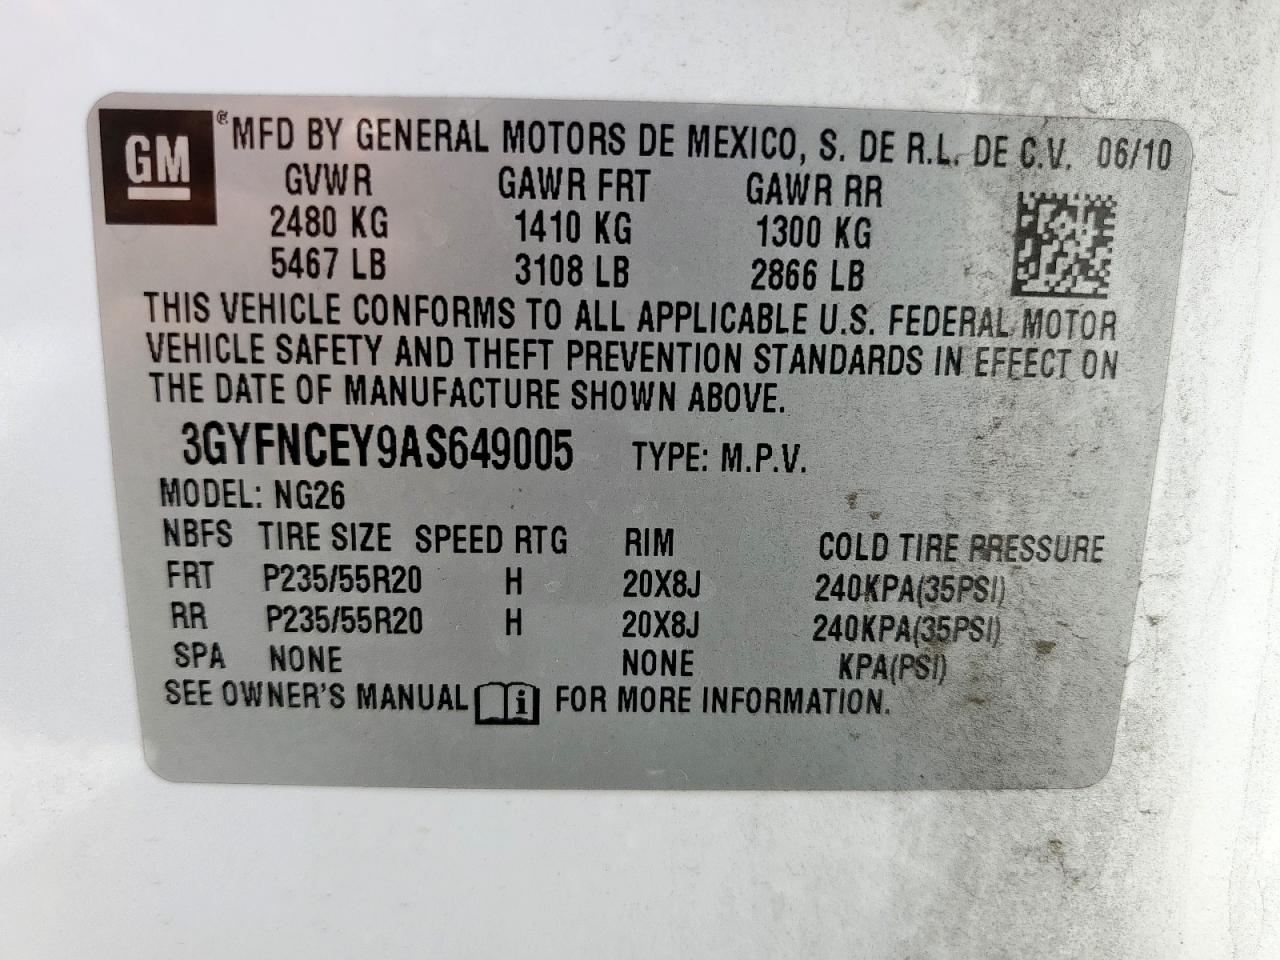 GM ® MFD BY GENERAL MOTORS DE MEXICO, S. DE R.L. DE C.V. 06/10
GVWR GAWR FRT GAWR RR
2480 KG 1410 KG 1300 KG
5467 LB 3108 LB 2866 LB
THIS VEHICLE CONFORMS TO ALL APPLICABLE U.S. FEDERAL MOTOR
VEHICLE SAFETY AND THEFT PREVENTION STANDARDS IN EFFECT ON
THE DATE OF MANUFACTURE SHOWN ABOVE.
3GYFNCEY9AS649005 TYPE: M.P.V.
MODEL: NG26
NBFS TIRE SIZE SPEED RTG RIM COLD TIRE PRESSURE
FRT P235/55R20 H 20X8J 240KPA(35PSI)
RR P235/55R20 H 20X8J 240KPA(35PSI)
SPA NONE NONE KPA(PSI)
SEE OWNER'S MANUAL i FOR MORE INFORMATION.